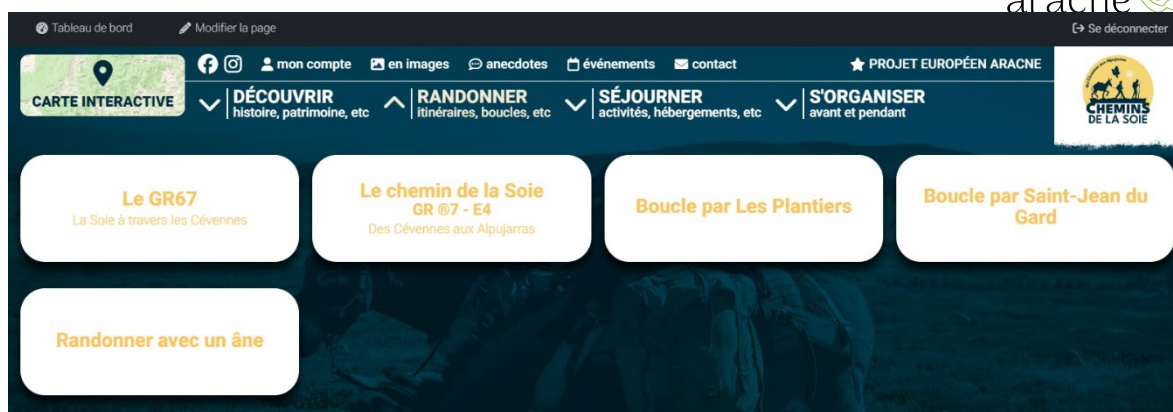 aracne
Tableau de bord
Modifier la page
Se déconnecter
mon compte
en images
anecdotes
événements
contact
PROJET EUROPÉEN ARACNE
CARTE INTERACTIVE
DÉCOUVRIR
histoire, patrimoine, etc
RANDONNER
itinéraires, boucles, etc
SÉJOURNER
activités, hébergements, etc
S'ORGANISER
avant et pendant
CHEMINS
DE LA SOIE
Le GR67
La Soie à travers les Cévennes
Le chemin de la Soie
GR ®7 - E4
Des Cévennes aux Alpujarras
Boucle par Les Plantiers
Boucle par Saint-Jean du
Gard
Randonner avec un âne